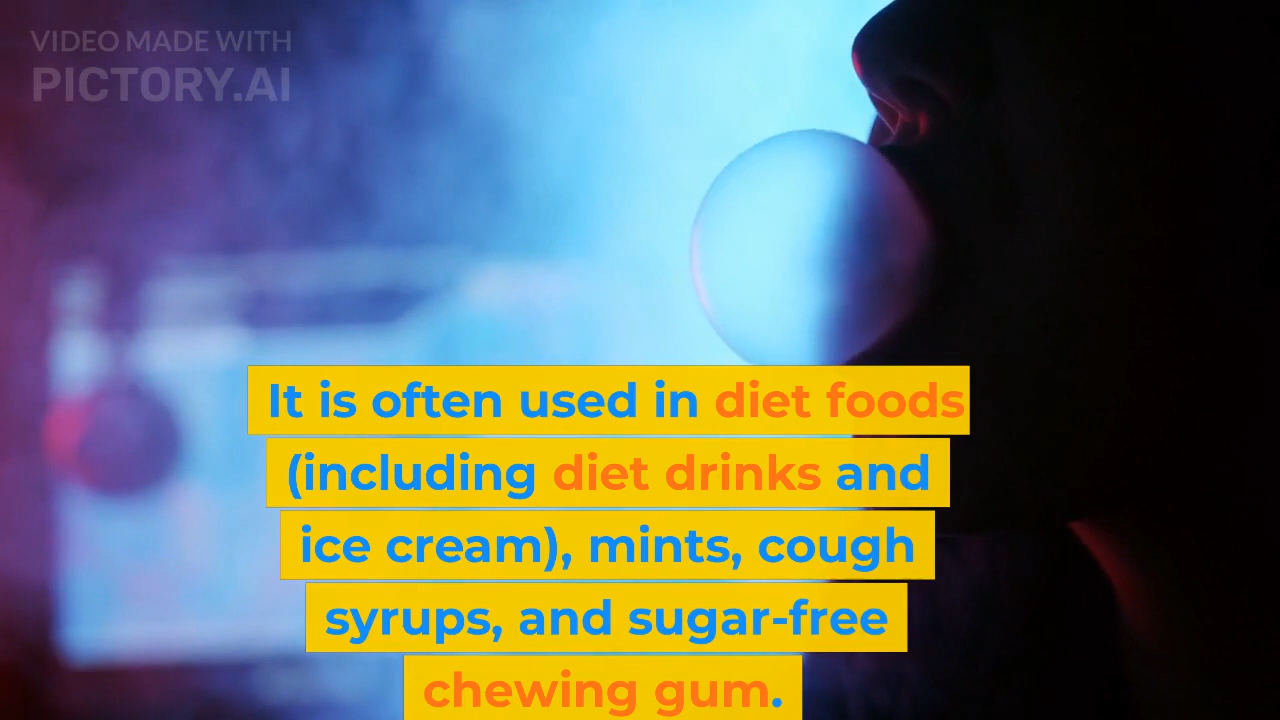 VIDEO MADE WITH
PICTORY.AI
It is often used in diet foods
(including diet drinks and
ice cream), mints, cough
syrups, and sugar-free
chewing gum.